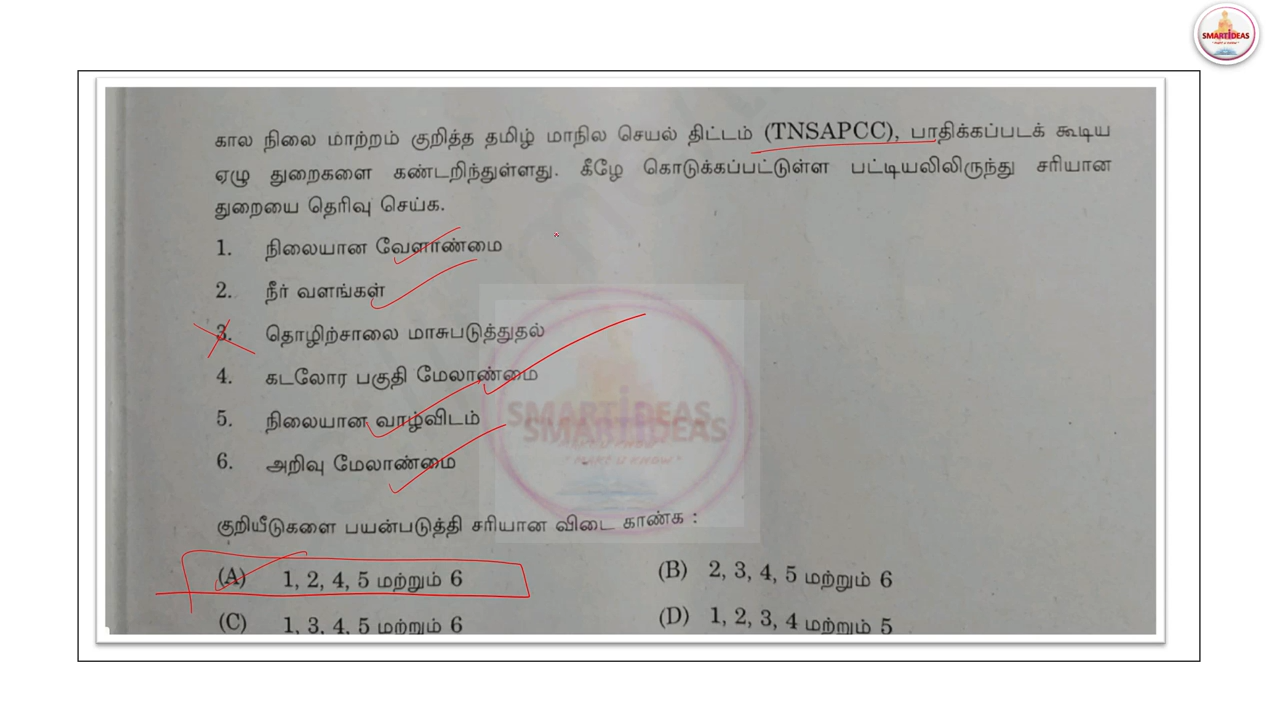 SMARTIDEAS
கால நிலை மாற்றம் குறித்த தமிழ் மாநில செயல் திட்டம் (TNSAPCC), பாதிக்கப்படக் கூடிய
ஏழு துறைகளை கண்டறிந்துள்ளது. கீழே கொடுக்கப்பட்டுள்ள பட்டியலிலிருந்து சரியான
துறையை தெரிவு செய்க.
1. நிலையான வேளாண்மை
2. நீர் வளங்கள்
3. தொழிற்சாலை மாசுபடுத்துதல்
4. கடலோர பகுதி மேலாண்மை
5. நிலையான வாழ்விடம்
6. அறிவு மேலாண்மை
SMARTIDEAS
SMARTIDEAS
குறியீடுகளை பயன்படுத்தி சரியான விடை காண்க :
(A) 1, 2, 4, 5 மற்றும் 6 (B) 2, 3, 4, 5 மற்றும் 6
(C) 1, 3, 4, 5 மற்றும் 6 (D) 1, 2, 3, 4 மற்றும் 5